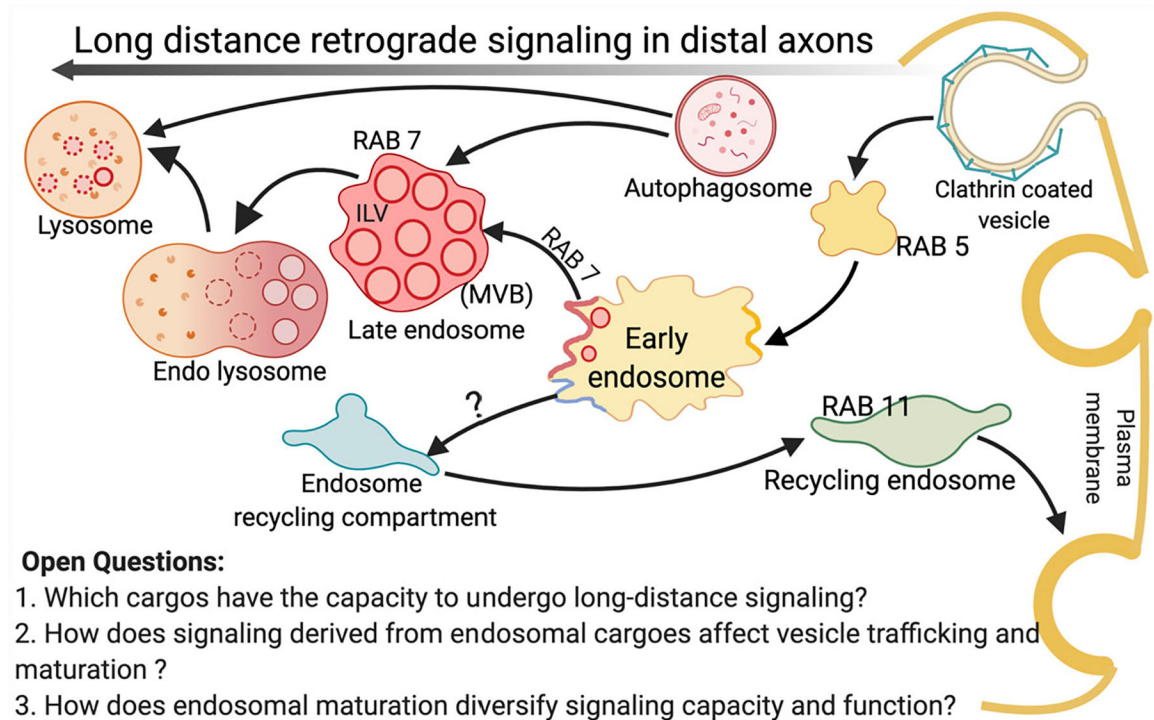 Long distance retrograde signaling in distal axons
RAB 7
Autophagosome
Clathrin coated
vesicle
Lysosome
ILV
RAB 5
RAB 7
(MVB)
Late endosome
Early
endosome
Endo lysosome
?
RAB 11
Plasma
membrane
Endosome
recycling compartment
Recycling endosome
Open Questions:
1. Which cargos have the capacity to undergo long-distance signaling?
2. How does signaling derived from endosomal cargoes affect vesicle trafficking and
maturation ?
3. How does endosomal maturation diversify signaling capacity and function?